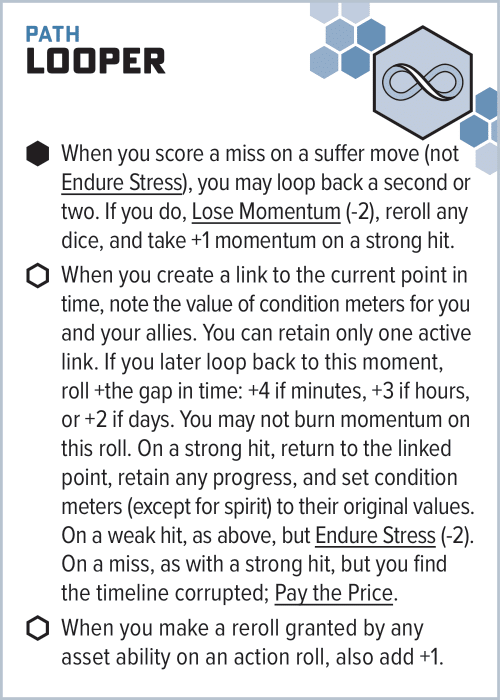 PATH
LOOPER
When you score a miss on a suffer move (not
Endure Stress), you may loop back a second or
two. If you do, Lose Momentum (-2), reroll any
dice, and take +1 momentum on a strong hit.
When you create a link to the current point in
time, note the value of condition meters for you
and your allies. You can retain only one active
link. If you later loop back to this moment,
roll +the gap in time: +4 if minutes, +3 if hours,
or +2 if days. You may not burn momentum on
this roll. On a strong hit, return to the linked
point, retain any progress, and set condition
meters (except for spirit) to their original values.
On a weak hit, as above, but Endure Stress (-2).
On a miss, as with a strong hit, but you find
the timeline corrupted; Pay the Price.
When you make a reroll granted by any
asset ability on an action roll, also add +1.